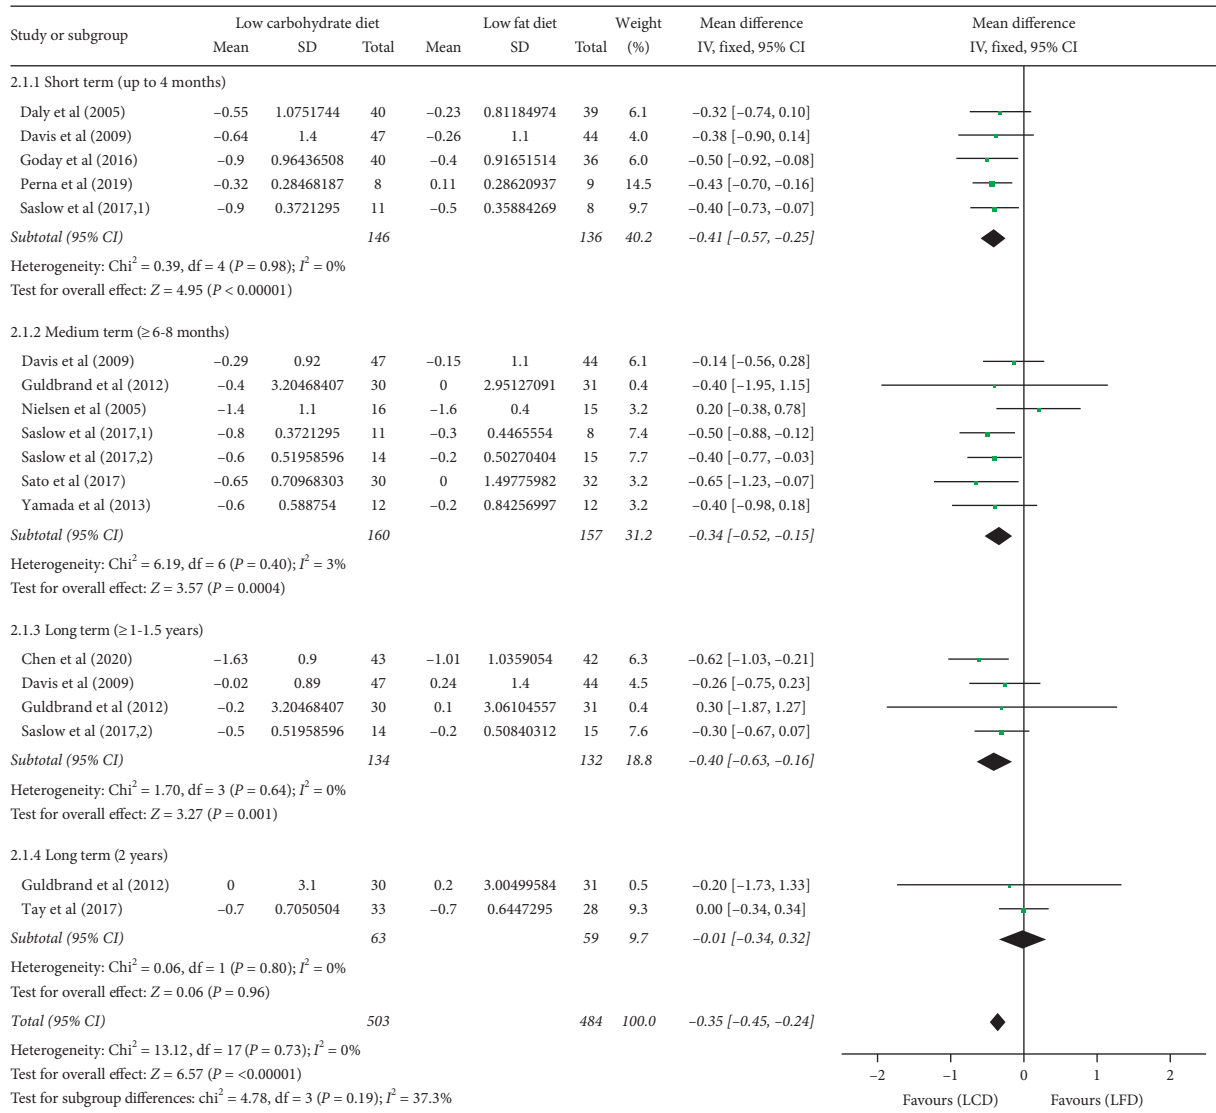 Study or subgroup Low carbohydrate diet Low fat diet Weight Mean difference Mean difference
Mean SD Total Mean SD Total (%) IV, fixed, 95% CI IV, fixed, 95% CI
2.1.1 Short term (up to 4 months)
Daly et al (2005) –0.55 1.0751744 40 –0.23 0.81184974 39 6.1 –0.32 [–0.74, 0.10]
Davis et al (2009) –0.64 1.4 47 –0.26 1.1 44 4.0 –0.38 [–0.90, 0.14]
Goday et al (2016) –0.9 0.96436508 40 –0.4 0.91651514 36 6.0 –0.50 [–0.92, –0.08]
Perna et al (2019) –0.32 0.28468187 8 0.11 0.28620937 9 14.5 –0.43 [–0.70, –0.16]
Saslow et al (2017,1) –0.9 0.3721295 11 –0.5 0.35884269 8 9.7 –0.40 [–0.73, –0.07]
Subtotal (95% CI) 146 136 40.2 –0.41 [–0.57, –0.25]
Heterogeneity: Chi² = 0.39, df = 4 (P = 0.98); I² = 0%
Test for overall effect: Z = 4.95 (P < 0.00001)
2.1.2 Medium term (≥ 6-8 months)
Davis et al (2009) –0.29 0.92 47 –0.15 1.1 44 6.1 –0.14 [–0.56, 0.28]
Guldbrand et al (2012) –0.4 3.20468407 30 0 2.95127091 31 0.4 –0.40 [–1.95, 1.15]
Nielsen et al (2005) –1.4 1.1 16 –1.6 0.4 15 3.2 0.20 [–0.38, 0.78]
Saslow et al (2017,1) –0.8 0.3721295 11 –0.3 0.4465554 8 7.4 –0.50 [–0.88, –0.12]
Saslow et al (2017,2) –0.6 0.51958596 14 –0.2 0.50270404 15 7.7 –0.40 [–0.77, –0.03]
Sato et al (2017) –0.65 0.70968303 30 0 1.49775982 32 3.2 –0.65 [–1.23, –0.07]
Yamada et al (2013) –0.6 0.588754 12 –0.2 0.84256997 12 3.2 –0.40 [–0.98, 0.18]
Subtotal (95% CI) 160 157 31.2 –0.34 [–0.52, –0.15]
Heterogeneity: Chi² = 6.19, df = 6 (P = 0.40); I² = 3%
Test for overall effect: Z = 3.57 (P = 0.0004)
2.1.3 Long term (≥ 1-1.5 years)
Chen et al (2020) –1.63 0.9 43 –1.01 1.0359054 42 6.3 –0.62 [–1.03, –0.21]
Davis et al (2009) –0.02 0.89 47 0.24 1.4 44 4.5 –0.26 [–0.75, 0.23]
Guldbrand et al (2012) –0.2 3.20468407 30 0.1 3.06104557 31 0.4 0.30 [–1.87, 1.27]
Saslow et al (2017,2) –0.5 0.51958596 14 –0.2 0.50840312 15 7.6 –0.30 [–0.67, 0.07]
Subtotal (95% CI) 134 132 18.8 –0.40 [–0.63, –0.16]
Heterogeneity: Chi² = 1.70, df = 3 (P = 0.64); I² = 0%
Test for overall effect: Z = 3.27 (P = 0.001)
2.1.4 Long term (2 years)
Guldbrand et al (2012) 0 3.1 30 0.2 3.00499584 31 0.5 –0.20 [–1.73, 1.33]
Tay et al (2017) –0.7 0.7050504 33 –0.7 0.6447295 28 9.3 0.00 [–0.34, 0.34]
Subtotal (95% CI) 63 59 9.7 –0.01 [–0.34, 0.32]
Heterogeneity: Chi² = 0.06, df = 1 (P = 0.80); I² = 0%
Test for overall effect: Z = 0.06 (P = 0.96)
Total (95% CI) 503 484 100.0 –0.35 [–0.45, –0.24]
Heterogeneity: Chi² = 13.12, df = 17 (P = 0.73); I² = 0%
Test for overall effect: Z = 6.57 (P = <0.00001)
Test for subgroup differences: chi² = 4.78, df = 3 (P = 0.19); I² = 37.3%
–2 –1 0 1 2
Favours (LCD) Favours (LFD)